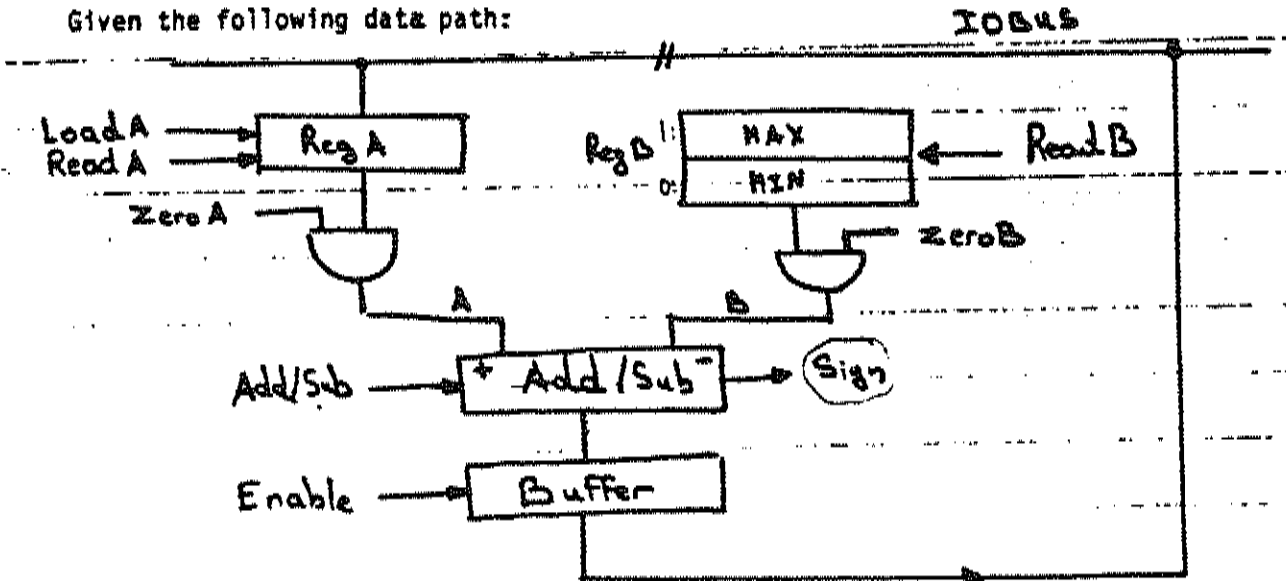 Given the following data path:
IOBUS
Load A
Read A
Reg A
Reg B
1:
MAX
0:
MIN
Read B
Zero A
Zero B
A
B
Add/Sub
+ Add/Sub -
Sign
Enable
Buffer